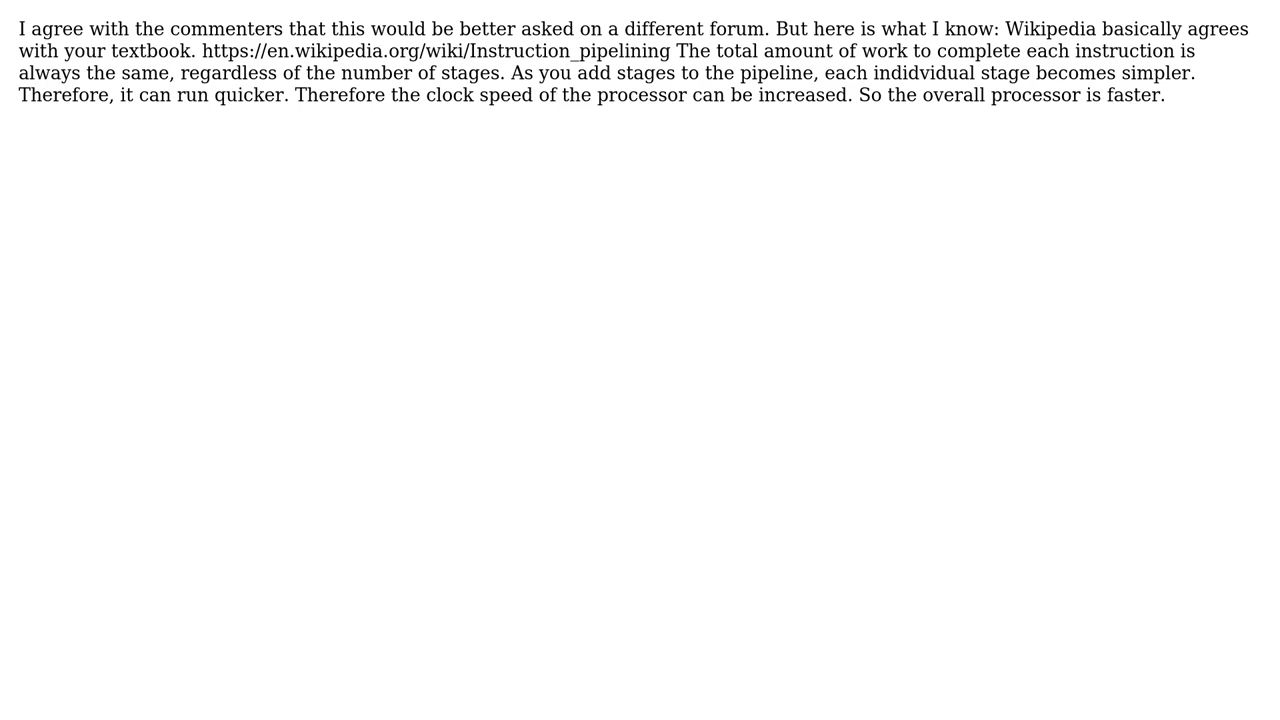 I agree with the commenters that this would be better asked on a different forum. But here is what I know: Wikipedia basically agrees
with your textbook. https://en.wikipedia.org/wiki/Instruction_pipelining The total amount of work to complete each instruction is
always the same, regardless of the number of stages. As you add stages to the pipeline, each indidvidual stage becomes simpler.
Therefore, it can run quicker. Therefore the clock speed of the processor can be increased. So the overall processor is faster.